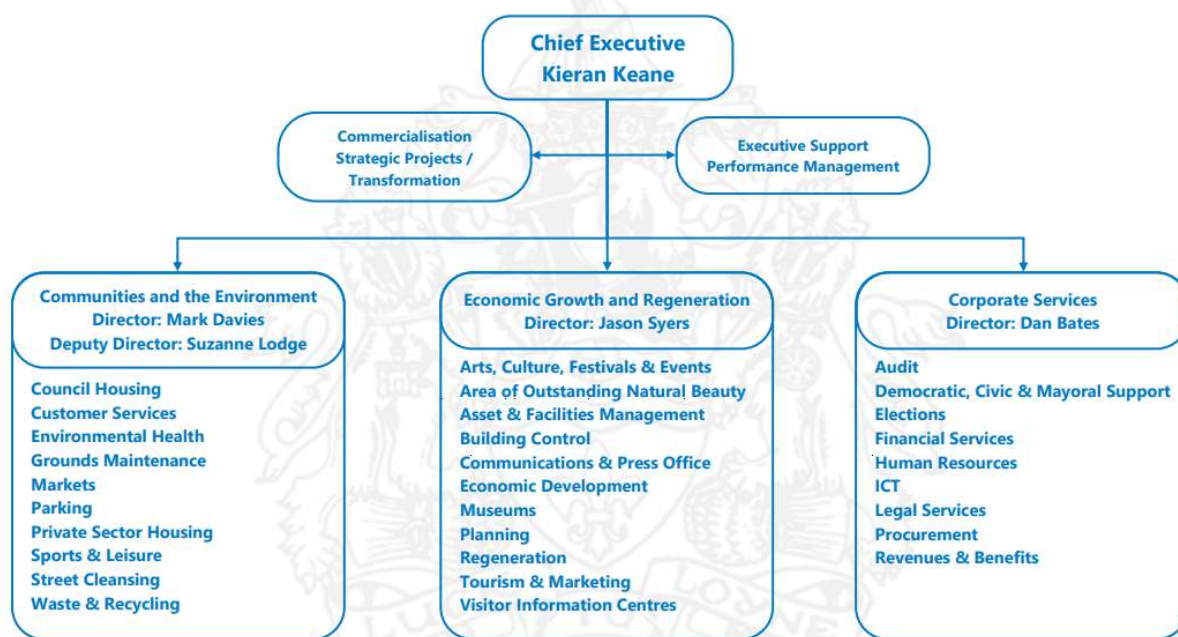 Chief Executive
Kieran Keane
Commercialisation
Strategic Projects /
Transformation
Executive Support
Performance Management
Communities and the Environment
Director: Mark Davies
Deputy Director: Suzanne Lodge
Council Housing
Customer Services
Environmental Health
Grounds Maintenance
Markets
Parking
Private Sector Housing
Sports & Leisure
Street Cleansing
Waste & Recycling
Economic Growth and Regeneration
Director: Jason Syers
Arts, Culture, Festivals & Events
Area of Outstanding Natural Beauty
Asset & Facilities Management
Building Control
Communications & Press Office
Economic Development
Museums
Planning
Regeneration
Tourism & Marketing
Visitor Information Centres
Corporate Services
Director: Dan Bates
Audit
Democratic, Civic & Mayoral Support
Elections
Financial Services
Human Resources
ICT
Legal Services
Procurement
Revenues & Benefits